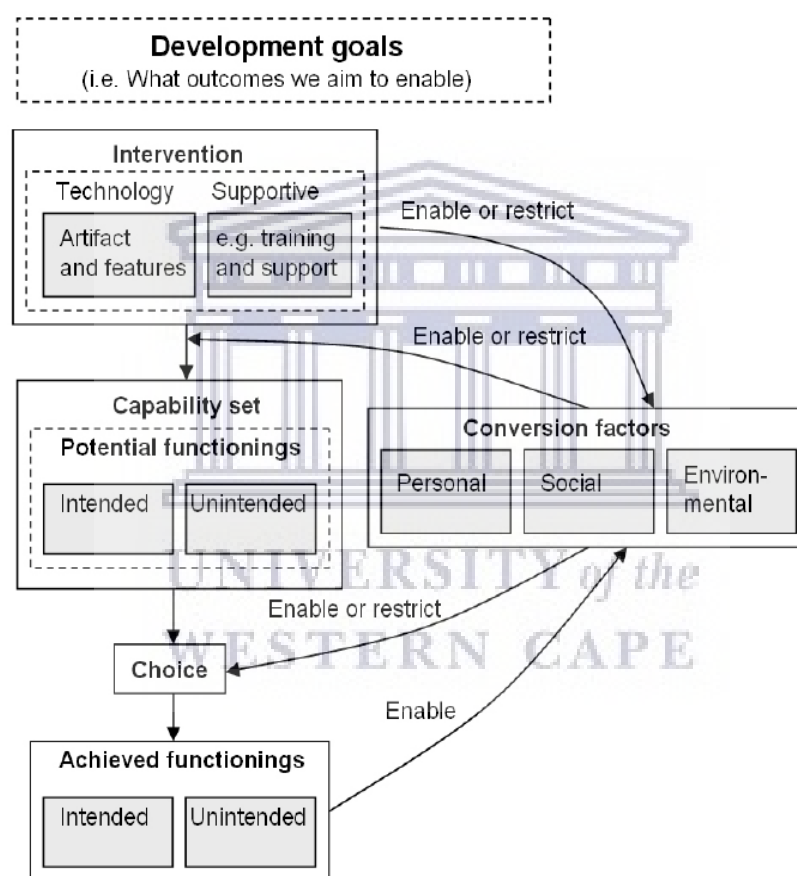 Development goals
(i.e. What outcomes we aim to enable)
Intervention
Technology Supportive
Artifact
and features
e.g. training
and support
Enable or restrict
Enable or restrict
Capability set
Potential functionings
Intended
Unintended
Conversion factors
Personal
Social
Environ-
mental
UNIVERSITY of the
WESTERN CAPE
Enable or restrict
Choice
Enable
Achieved functionings
Intended
Unintended